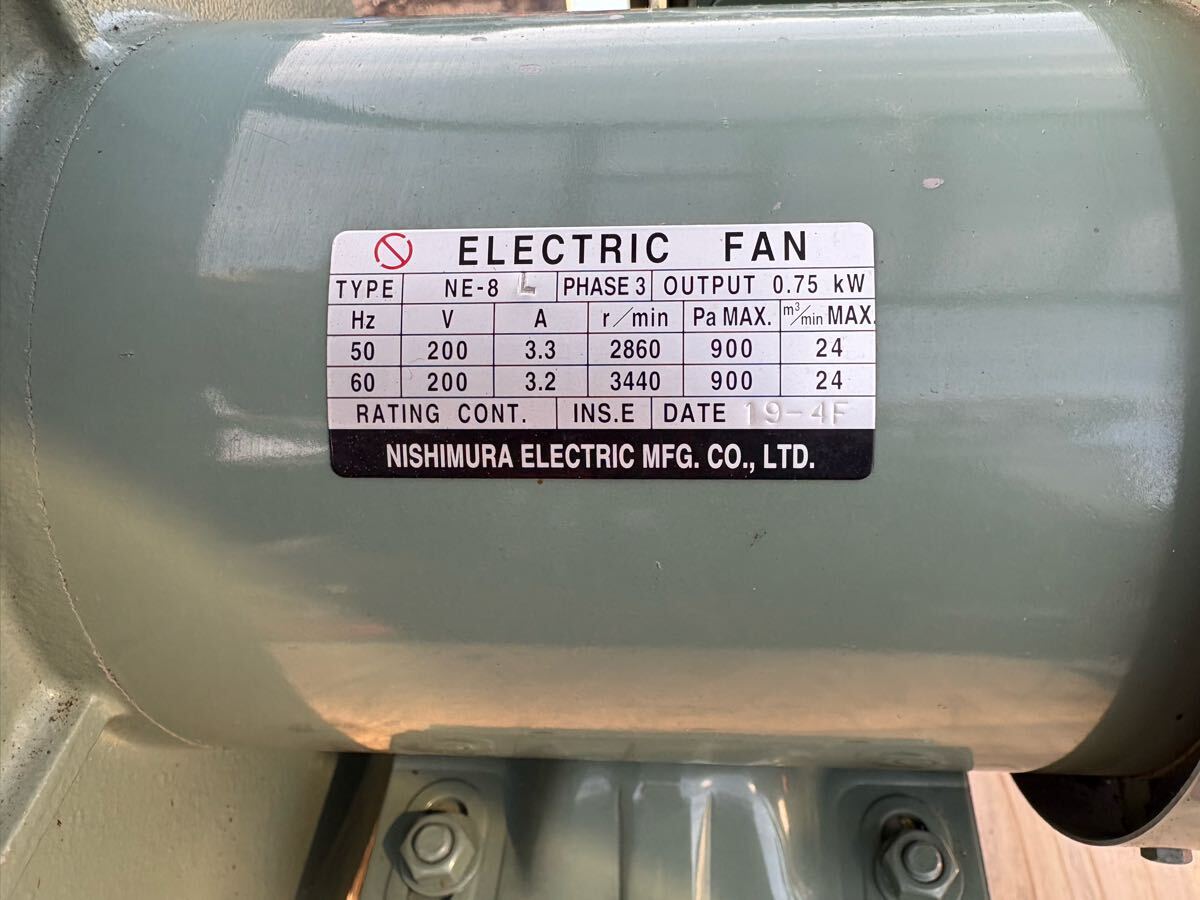 ELECTRIC FAN
TYPE NE-8 L PHASE 3 OUTPUT 0.75 kW
Hz V A r/min Pa MAX. m³/min MAX.
50 200 3.3 2860 900 24
60 200 3.2 3440 900 24
RATING CONT. INS.E DATE 19-4F
NISHIMURA ELECTRIC MFG. CO., LTD.